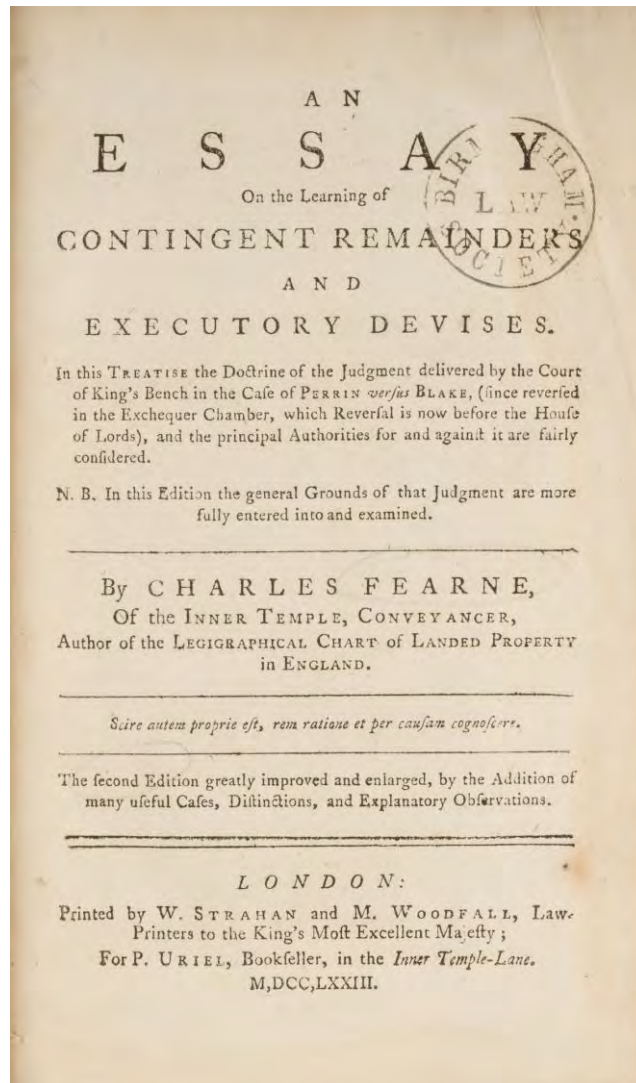 AN
ESSAY
On the Learning of
CONTINGENT REMAINDERS
AND
EXECUTORY DEVISES.
In this TREATISE the Doctrine of the Judgment delivered by the Court
of King's Bench in the Caſe of PERRIN verſus BLAKE, (ſince reverſed
in the Exchequer Chamber, which Reverſal is now before the Houſe
of Lords), and the principal Authorities for and againſt it are fairly
conſidered.
N. B. In this Edition the general Grounds of that Judgment are more
fully entered into and examined.
By CHARLES FEARNE,
Of the INNER TEMPLE, CONVEYANCER,
Author of the LEGIGRAPHICAL CHART of LANDED PROPERTY
in ENGLAND.
Scire autem proprie eſt, rem ratione et per cauſam cognoſcere.
The ſecond Edition greatly improved and enlarged, by the Addition of
many uſeful Caſes, Diſtinctions, and Explanatory Obſervations.
LONDON:
Printed by W. STRAHAN and M. WOODFALL, Law-
Printers to the King's Moſt Excellent Majeſty;
For P. URIEL, Bookſeller, in the Inner Temple-Lane.
M,DCC,LXXIII.
LAW
SOCIETY